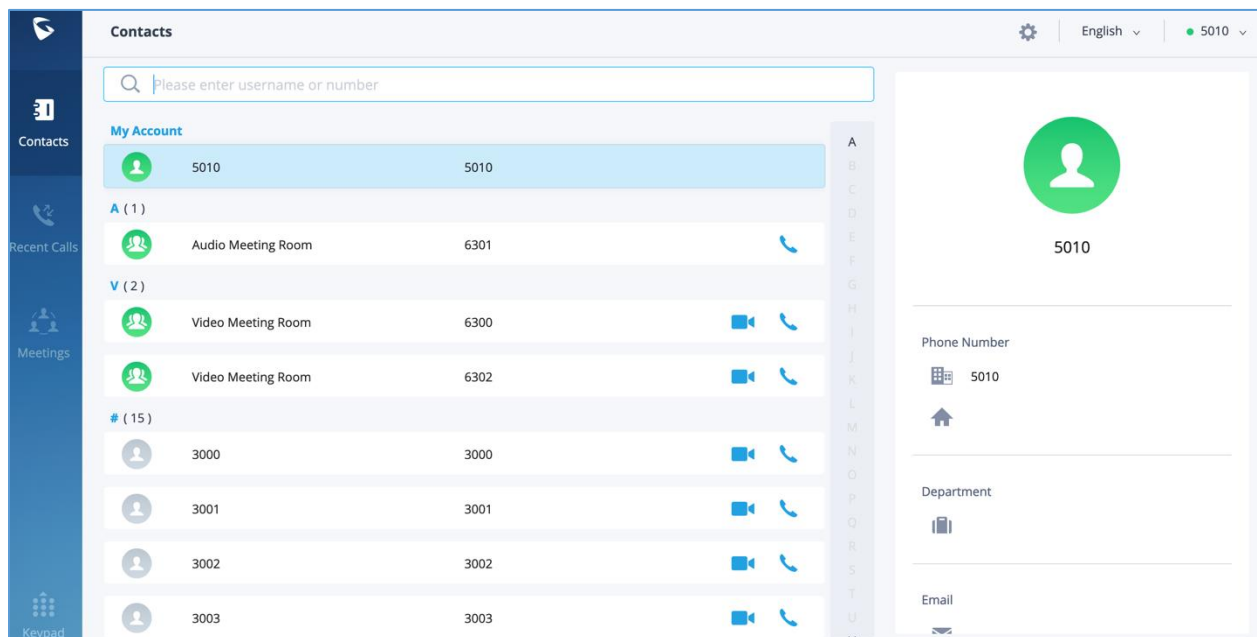 Contacts
English
5010
Please enter username or number
Contacts
Recent Calls
Meetings
Keypad
My Account
5010 5010
A ( 1 )
Audio Meeting Room 6301
V ( 2 )
Video Meeting Room 6300
Video Meeting Room 6302
# ( 15 )
3000 3000
3001 3001
3002 3002
3003 3003
A
B
C
D
E
F
G
H
I
J
K
L
M
N
O
P
Q
R
S
T
U
5010
Phone Number
5010
Department
Email